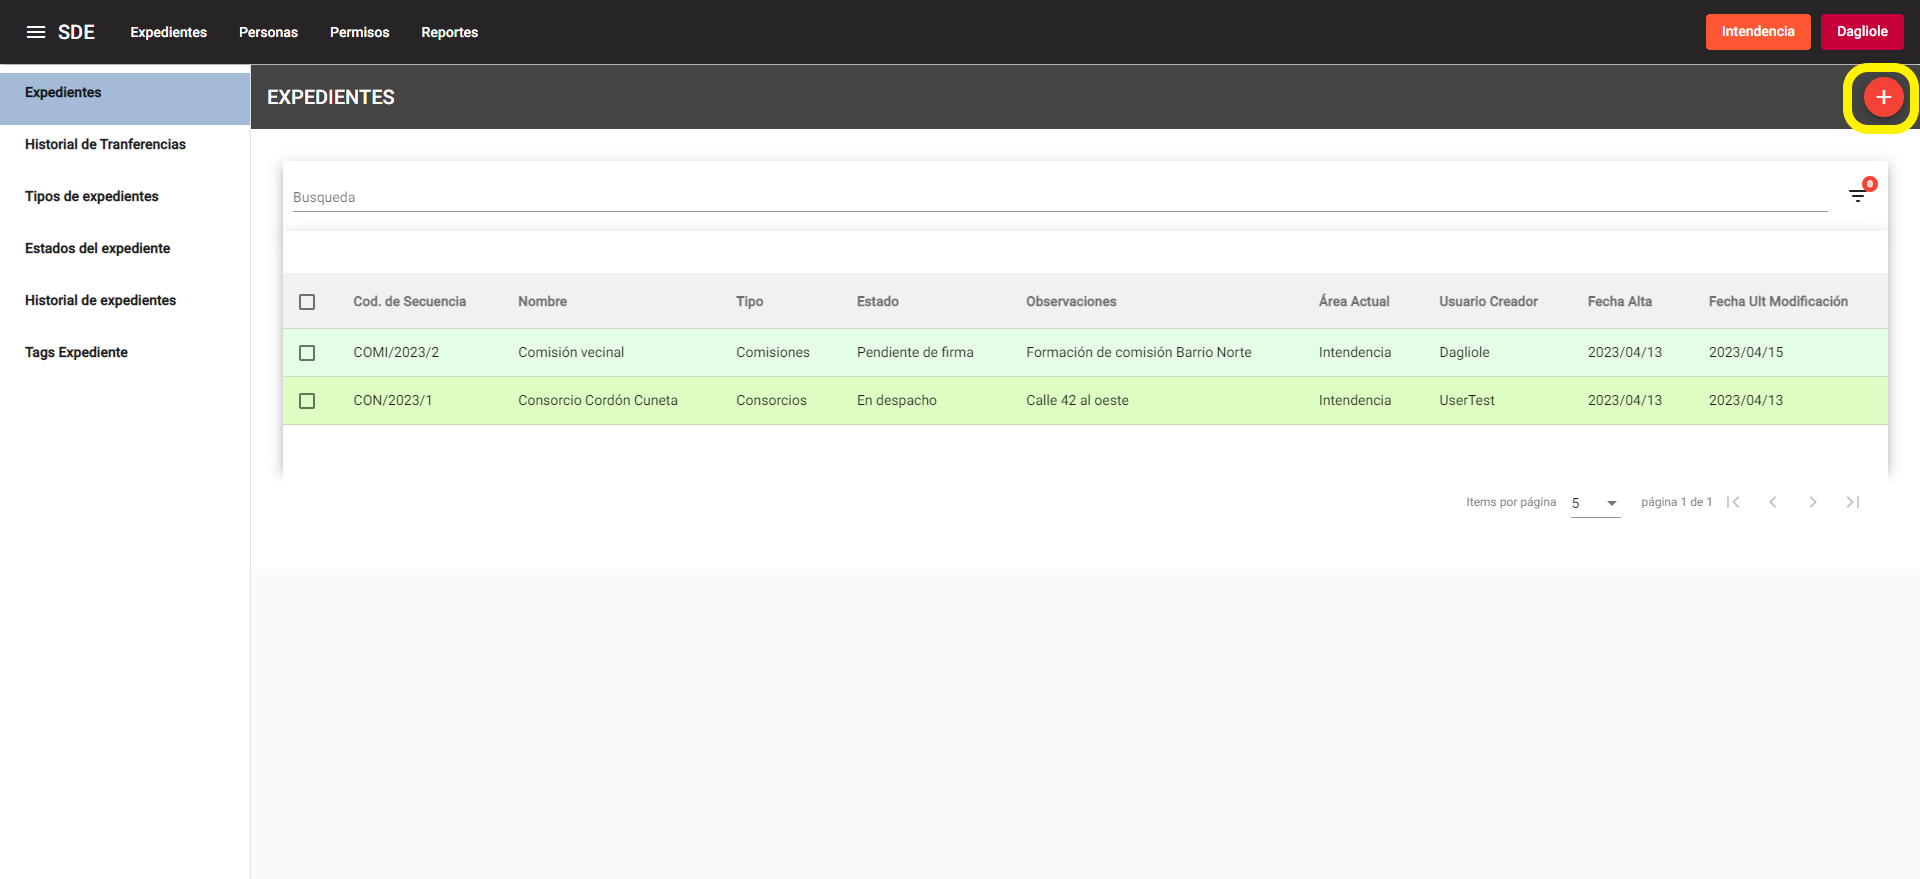 SDE Expedientes Personas Permisos Reportes Intendencia Dagliole
Expedientes
Historial de Tranferencias
Tipos de expedientes
Estados del expediente
Historial de expedientes
Tags Expediente
EXPEDIENTES +
Busqueda 0
Cod. de Secuencia Nombre Tipo Estado Observaciones Área Actual Usuario Creador Fecha Alta Fecha Ult Modificación
COMI/2023/2 Comisión vecinal Comisiones Pendiente de firma Formación de comisión Barrio Norte Intendencia Dagliole 2023/04/13 2023/04/15
CON/2023/1 Consorcio Cordón Cuneta Consorcios En despacho Calle 42 al oeste Intendencia UserTest 2023/04/13 2023/04/13
Items por página 5 página 1 de 1